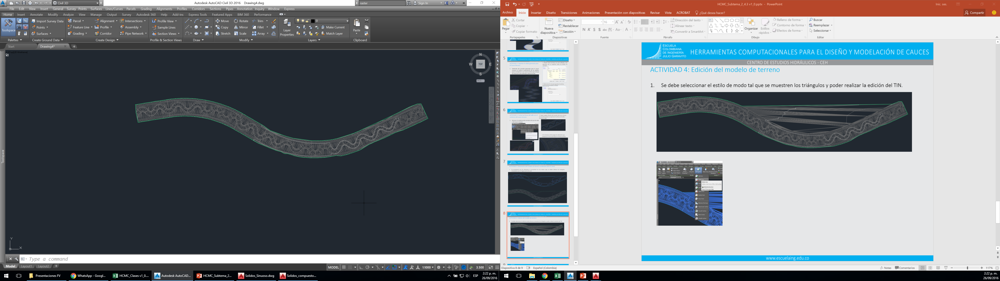 Autodesk AutoCAD Civil 3D 2016   Drawing4.dwg
Civil 3D
raster
Sign In
File Edit View Insert General Survey Points Surfaces Lines/Curves Parcels Grading Alignments Profiles Corridors Sections Pipes Annotation Inquiry Window Express
Home Insert Annotate Modify Analyze View Manage Output Survey Autodesk 360 Help Add-ins Express Tools Featured Apps BIM 360 Performance
Toolspace
Import Survey Data
Points
Surfaces
Parcel
Feature Line
Grading
Alignment
Profile
Corridor
Intersections
Assembly
Pipe Network
Profile View
Sample Lines
Section Views
Move
Copy
Stretch
Rotate
Mirror
Scale
Trim
Fillet
Array
Layer
Properties
0
Make Current
Match Layer
Paste
Palettes
Create Ground Data
Create Design
Profile & Section Views
Draw
Modify
Layers
Clipboard
Start
Drawing4*
N
W
TOP
E
S
Toolspace
Y
X
Type a command
Model Layout1 Layout2
MODEL
1:1000
3.500
HCMC_Subtema_2_4.3 v1_0.pptx - PowerPoint
Inic. ses.
Archivo Inicio Insertar Diseño Transiciones Animaciones Presentación con diapositivas Revisar Vista ACROBAT ¿Qué desea hacer?
Compartir
Pegar
Cortar
Copiar
Copiar formato
Nueva
diapositiva
Diseño
Restablecer
Sección
16
N K S S abc AV Aa A
Dirección del texto
Alinear texto
Convertir a SmartArt
Organizar
Estilos
rápidos
Relleno de forma
Contorno de forma
Efectos de forma
Buscar
Reemplazar
Seleccionar
Portapapeles
Diapositivas
Fuente
Párrafo
Dibujo
Editar
5
6
7
8
9
ESCUELA
COLOMBIANA
DE INGENIERÍA
JULIO GARAVITO
HERRAMIENTAS COMPUTACIONALES PARA EL DISEÑO Y MODELACIÓN DE CAUCES
CENTRO DE ESTUDIOS HIDRÁULICOS - CEH
ACTIVIDAD 4: Edición del modelo de terreno
1. Se debe seleccionar el estilo de modo tal que se muestren los triángulos y poder realizar la edición del TIN.
www.escuelaing.edu.co
Diapositiva 8 de 9
Español (Colombia)
Notas
Comentarios
117%
Presentaciones FV
WhatsApp - Googl...
HCMC_Clases v1_0....
Autodesk AutoCAD...
HCMC_Subtema_2...
Solidos_Sinuoso.dwg
Solidos_compuesto...
ESP
2:22 p. m.
26/09/2016
2:22 p. m.
26/09/2016